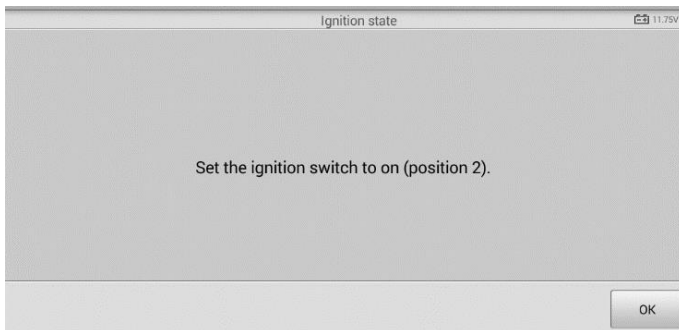 Ignition state
11.75V
Set the ignition switch to on (position 2).
OK